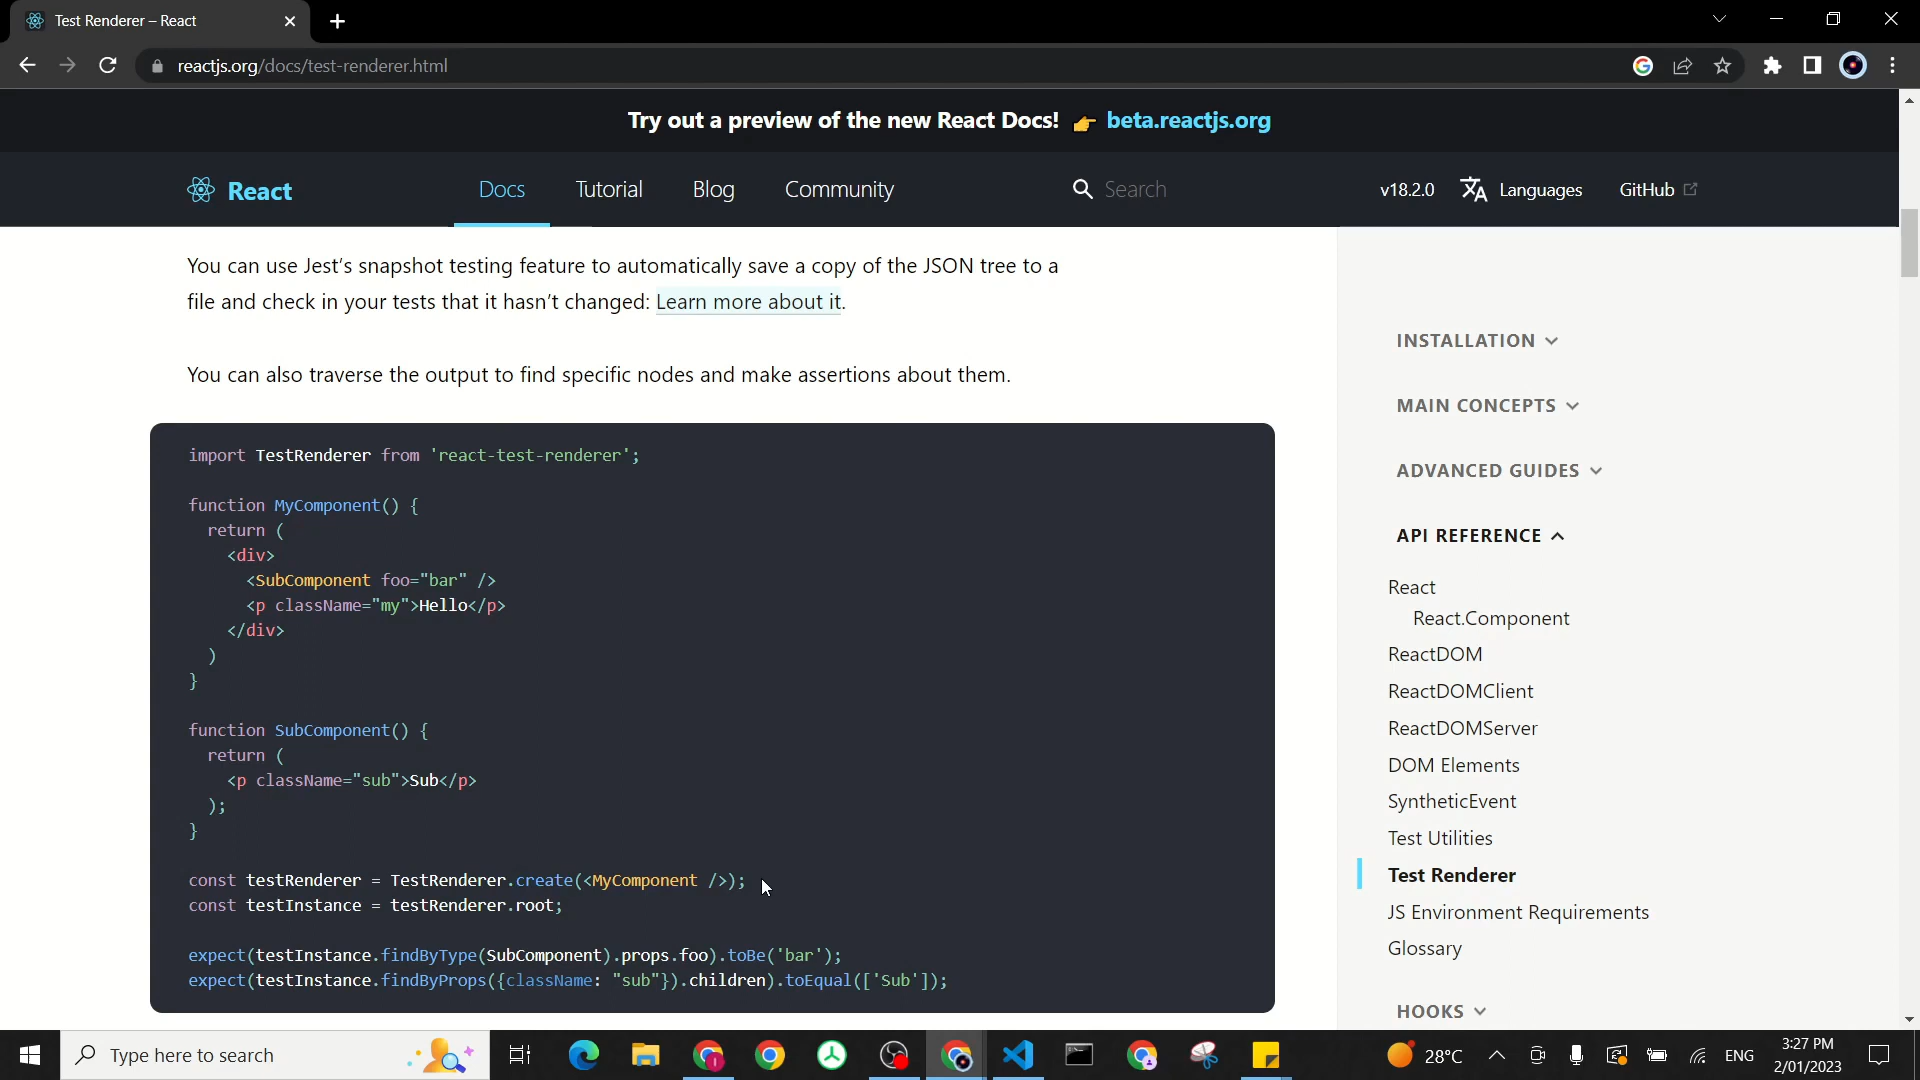 Test Renderer – React
reactjs.org/docs/test-renderer.html
Try out a preview of the new React Docs! 👉 beta.reactjs.org
React
Docs
Tutorial
Blog
Community
Search
v18.2.0
Languages
GitHub
You can use Jest's snapshot testing feature to automatically save a copy of the JSON tree to a
file and check in your tests that it hasn't changed: Learn more about it.
You can also traverse the output to find specific nodes and make assertions about them.
import TestRenderer from 'react-test-renderer';
function MyComponent() {
  return (
    <div>
      <SubComponent foo="bar" />
      <p className="my">Hello</p>
    </div>
  )
}
function SubComponent() {
  return (
    <p className="sub">Sub</p>
  );
}
const testRenderer = TestRenderer.create(<MyComponent />);
const testInstance = testRenderer.root;
expect(testInstance.findByType(SubComponent).props.foo).toBe('bar');
expect(testInstance.findByProps({className: "sub"}).children).toEqual(['Sub']);
INSTALLATION
MAIN CONCEPTS
ADVANCED GUIDES
API REFERENCE
React
React.Component
ReactDOM
ReactDOMClient
ReactDOMServer
DOM Elements
SyntheticEvent
Test Utilities
Test Renderer
JS Environment Requirements
Glossary
HOOKS
Type here to search
28°C
ENG
3:27 PM
2/01/2023